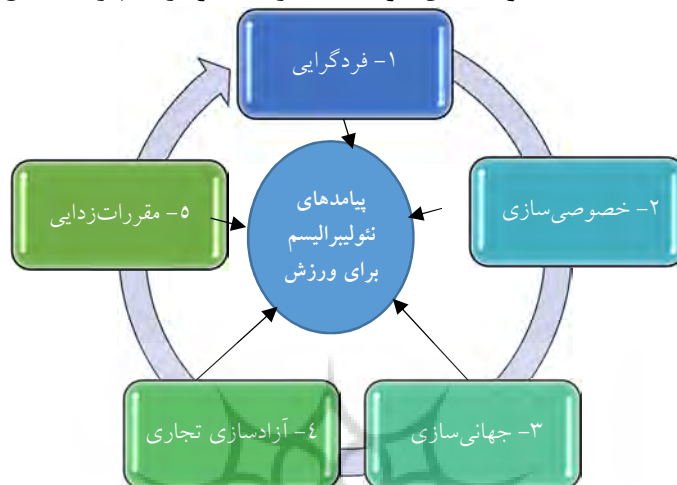 ۱- فردگرایی
۲- خصوصی‌سازی
۳- جهانی‌سازی
۴- آزادسازی تجاری
۵- مقررات‌زدایی
پیامدهای
نئولیبرالیسم
برای ورزش